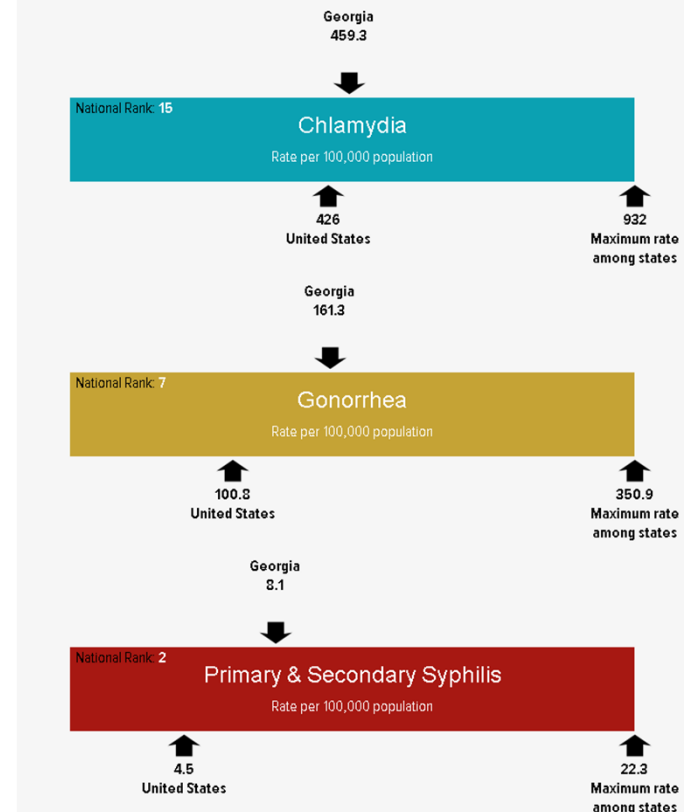 Georgia
459.3
National Rank: 15
Chlamydia
Rate per 100,000 population
426
United States
932
Maximum rate
among states
Georgia
161.3
National Rank: 7
Gonorrhea
Rate per 100,000 population
100.8
United States
350.9
Maximum rate
among states
Georgia
8.1
National Rank: 2
Primary & Secondary Syphilis
Rate per 100,000 population
4.5
United States
22.3
Maximum rate
among states